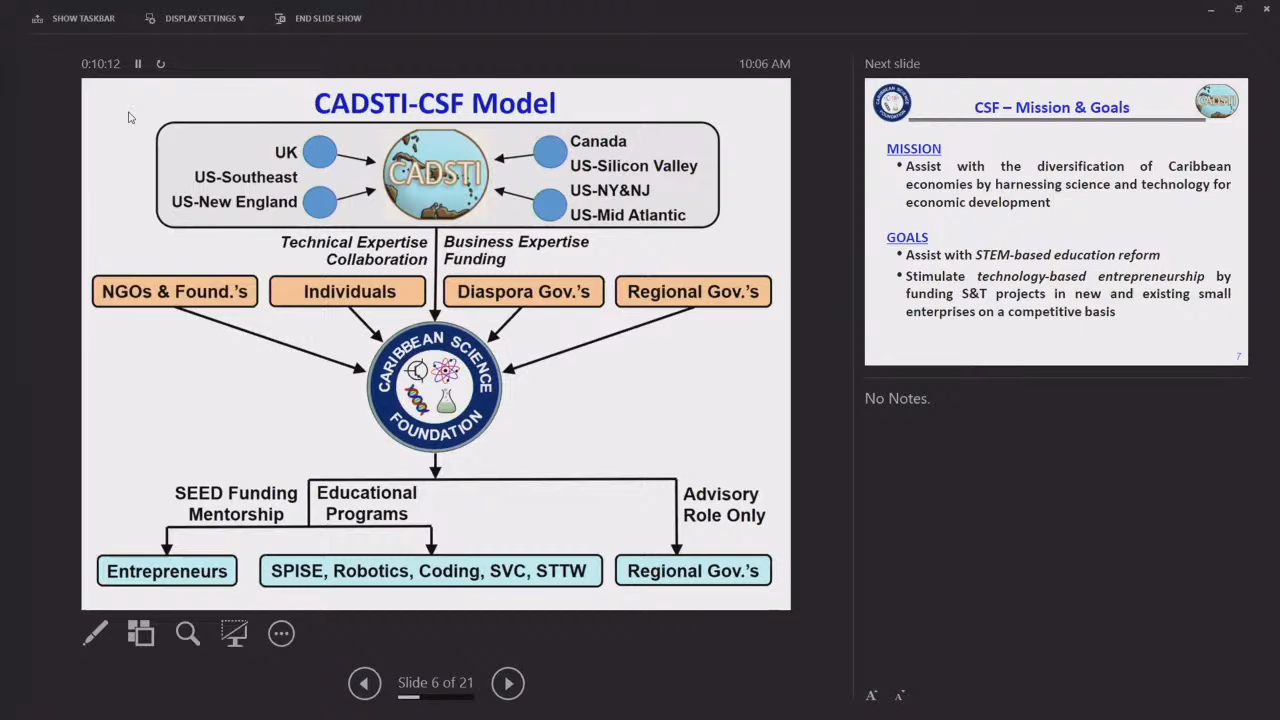 SHOW TASKBAR
DISPLAY SETTINGS ▼
END SLIDE SHOW
0:10:12
10:06 AM
CADSTI-CSF Model
UK
US-Southeast
US-New England
CADSTI
Canada
US-Silicon Valley
US-NY&NJ
US-Mid Atlantic
Technical Expertise
Collaboration
Business Expertise
Funding
NGOs & Found.'s
Individuals
Diaspora Gov.'s
Regional Gov.'s
CARIBBEAN SCIENCE
FOUNDATION
SEED Funding
Mentorship
Educational
Programs
Advisory
Role Only
Entrepreneurs
SPISE, Robotics, Coding, SVC, STTW
Regional Gov.'s
Slide 6 of 21
Next slide
CARIBBEAN SCIENCE
FOUNDATION
CSF – Mission & Goals
CADSTI
MISSION
• Assist with the diversification of Caribbean
economies by harnessing science and technology for
economic development
GOALS
• Assist with STEM-based education reform
• Stimulate technology-based entrepreneurship by
funding S&T projects in new and existing small
enterprises on a competitive basis
7
No Notes.
A A